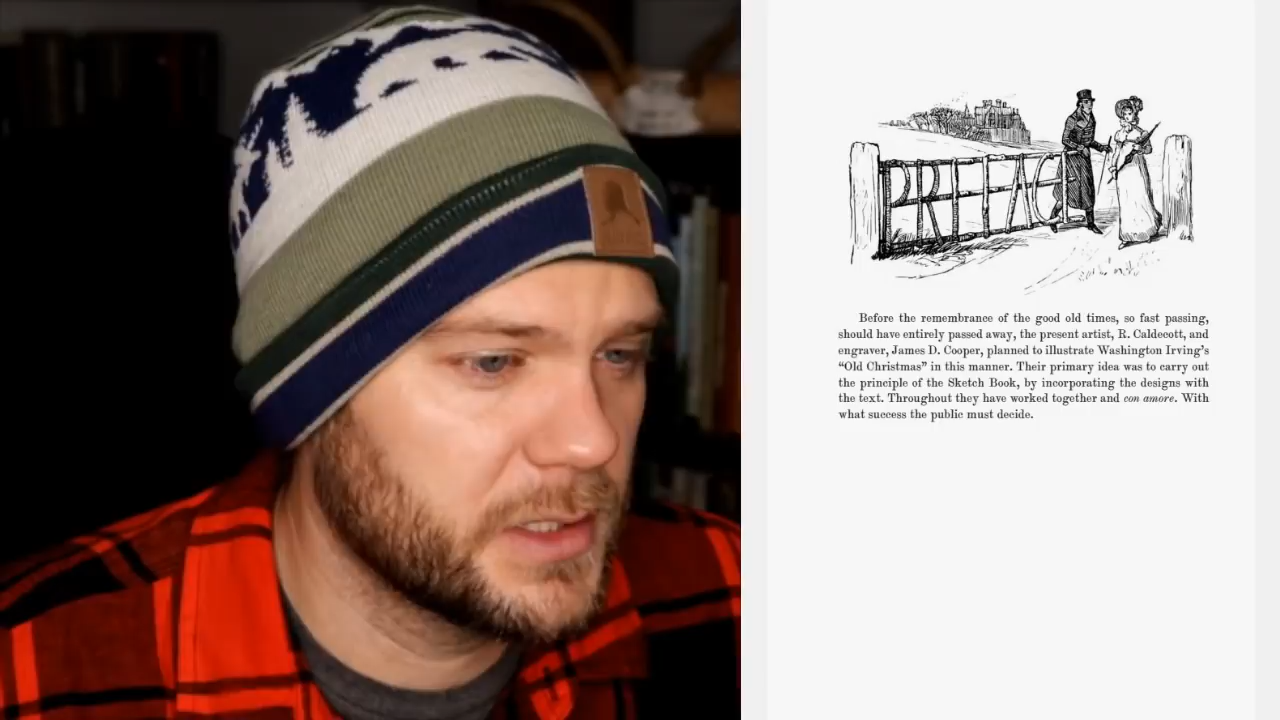 PREFACE
Before the remembrance of the good old times, so fast passing,
should have entirely passed away, the present artist, R. Caldecott, and
engraver, James D. Cooper, planned to illustrate Washington Irving's
“Old Christmas” in this manner. Their primary idea was to carry out
the principle of the Sketch Book, by incorporating the designs with
the text. Throughout they have worked together and con amore. With
what success the public must decide.